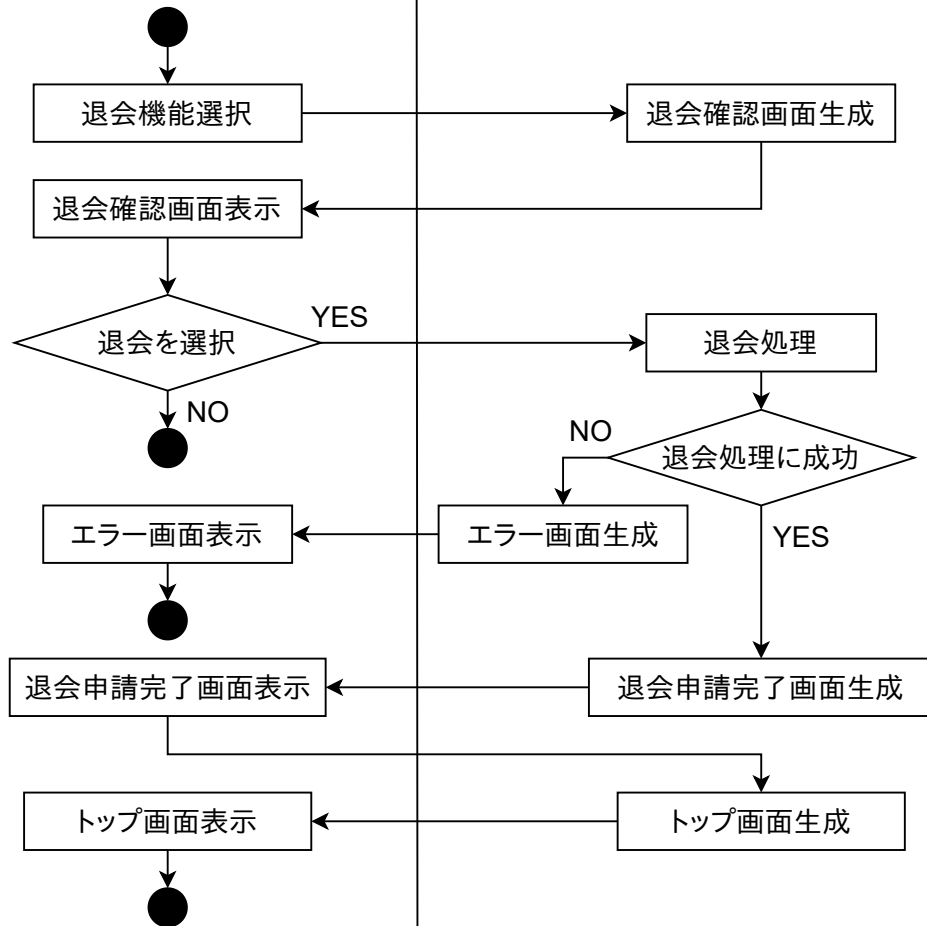 退会機能選択
退会確認画面生成
退会確認画面表示
退会を選択
YES
退会処理
NO
NO
退会処理に成功
エラー画面表示
エラー画面生成
YES
退会申請完了画面表示
退会申請完了画面生成
トップ画面表示
トップ画面生成